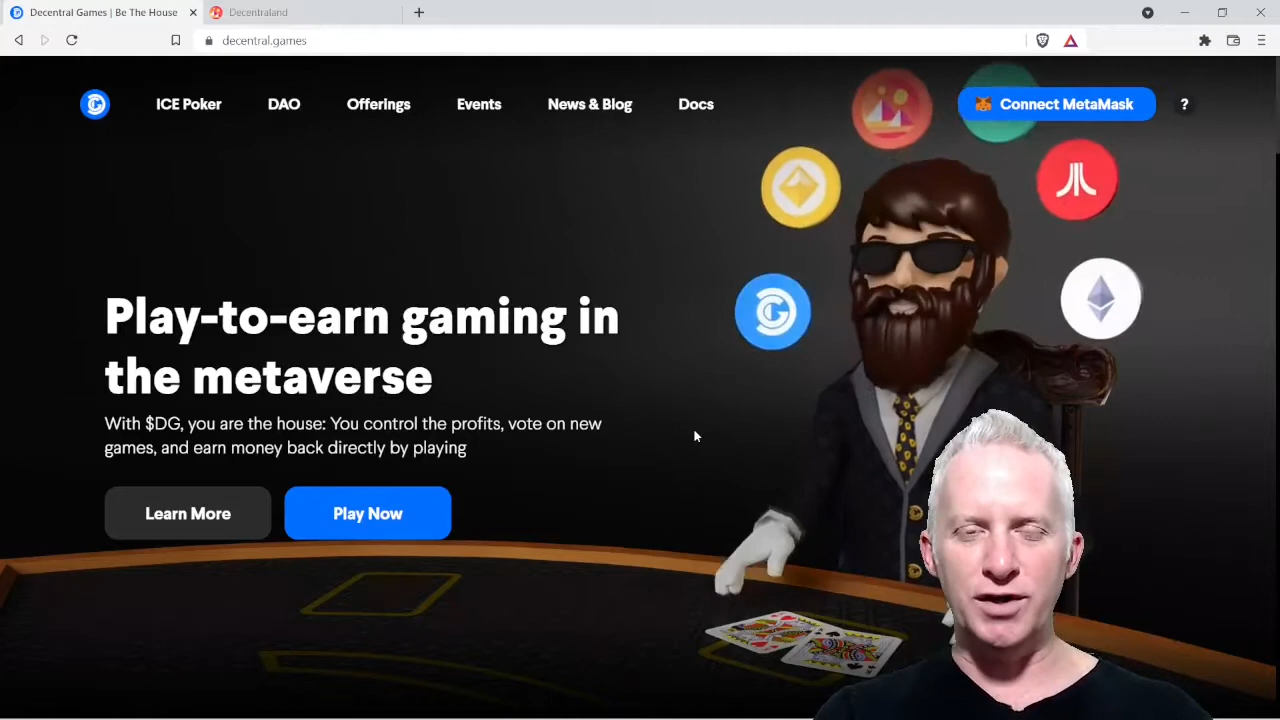 Decentral Games | Be The House
Decentraland
decentral.games
ICE Poker
DAO
Offerings
Events
News & Blog
Docs
Connect MetaMask
?
Play-to-earn gaming in
the metaverse
With $DG, you are the house: You control the profits, vote on new
games, and earn money back directly by playing
Learn More
Play Now